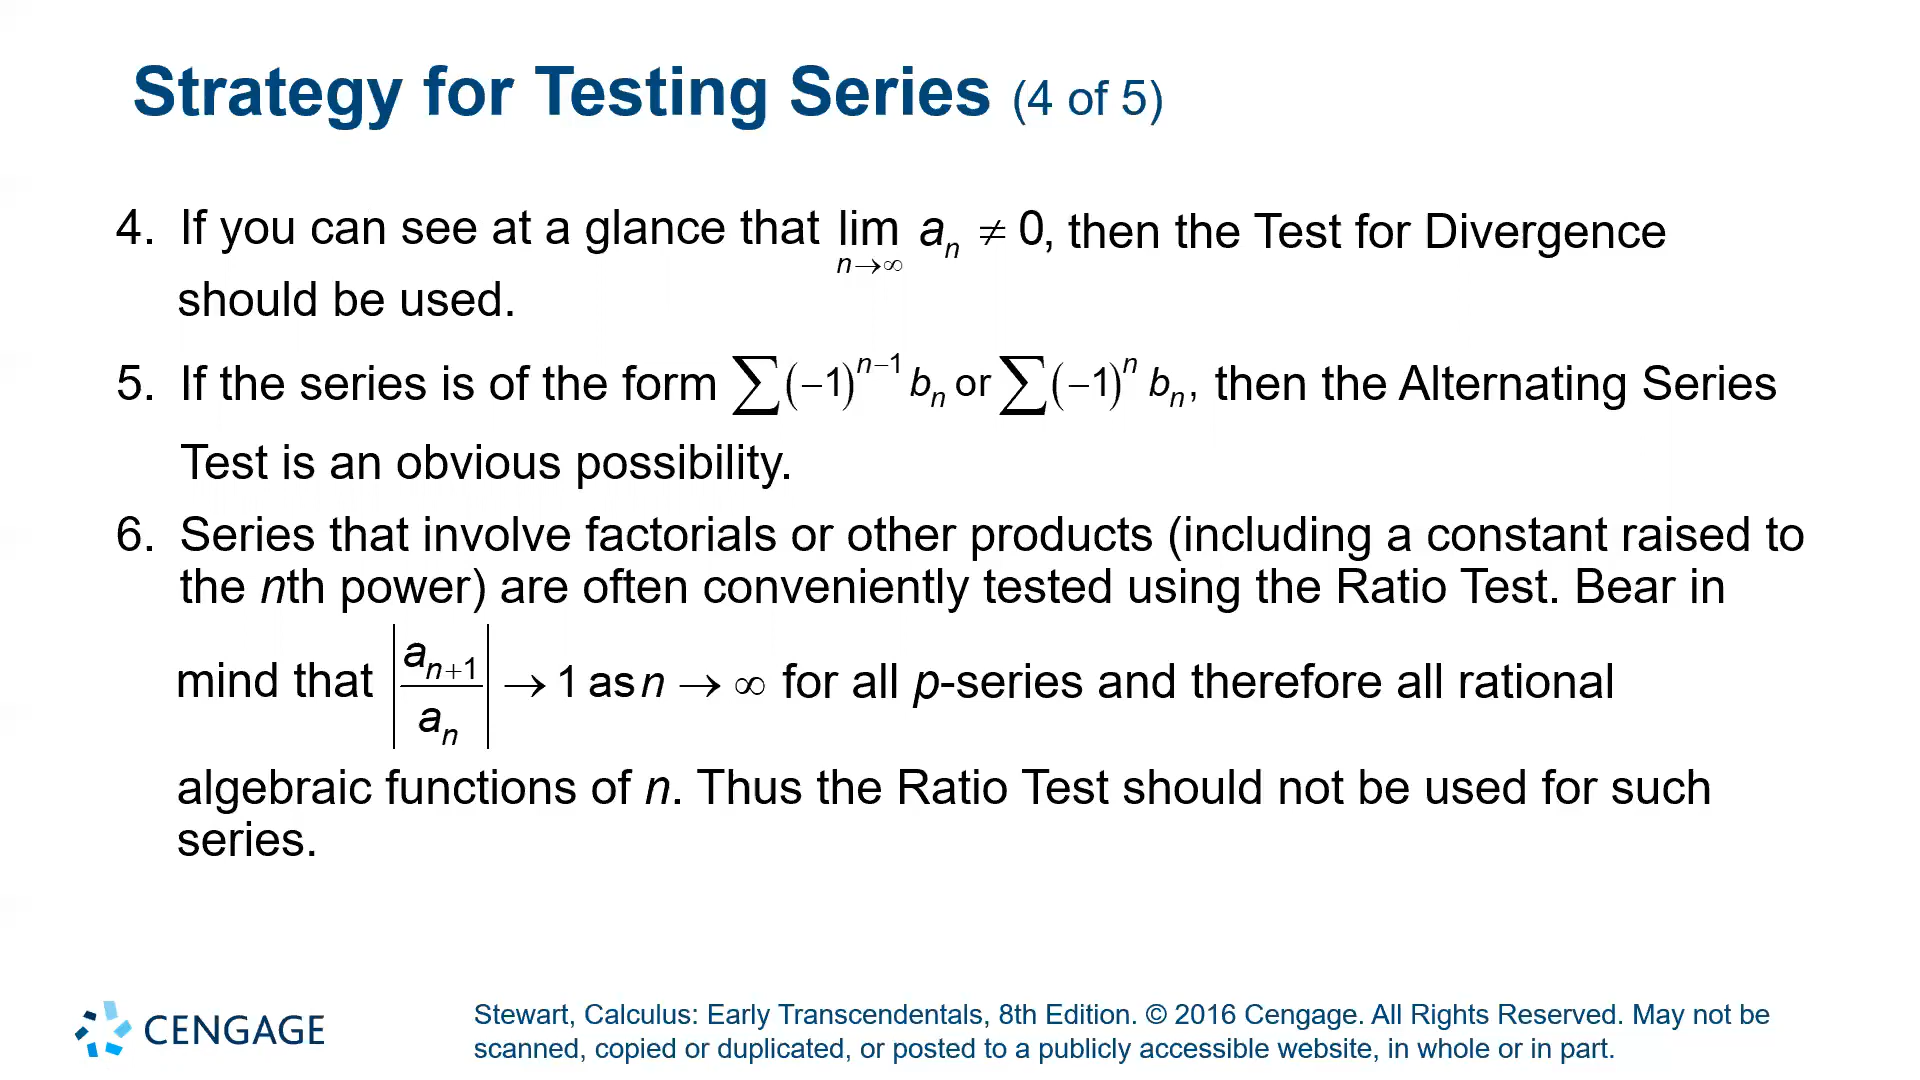 Strategy for Testing Series (4 of 5)
4. If you can see at a glance that lim n→∞ aₙ ≠ 0, then the Test for Divergence
should be used.
5. If the series is of the form ∑(−1)ⁿ⁻¹ bₙ or ∑(−1)ⁿ bₙ, then the Alternating Series
Test is an obvious possibility.
6. Series that involve factorials or other products (including a constant raised to
the nth power) are often conveniently tested using the Ratio Test. Bear in
mind that |aₙ₊₁/aₙ| → 1 as n → ∞ for all p-series and therefore all rational
algebraic functions of n. Thus the Ratio Test should not be used for such
series.
CENGAGE
Stewart, Calculus: Early Transcendentals, 8th Edition. © 2016 Cengage. All Rights Reserved. May not be
scanned, copied or duplicated, or posted to a publicly accessible website, in whole or in part.